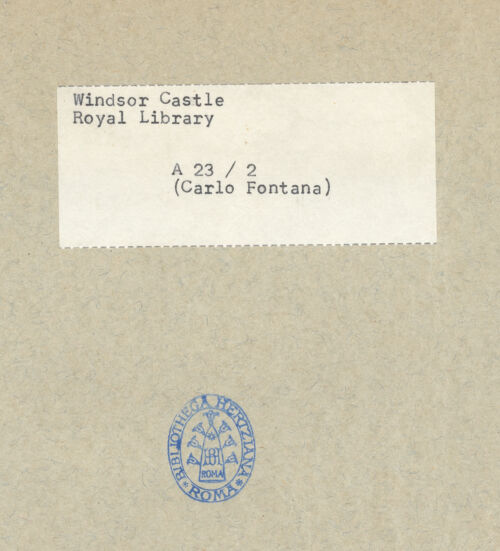 Windsor Castle
Royal Library
A 23 / 2
(Carlo Fontana)
BIBLIOTHECA HERTZIANA
ROMA
* ROMA *